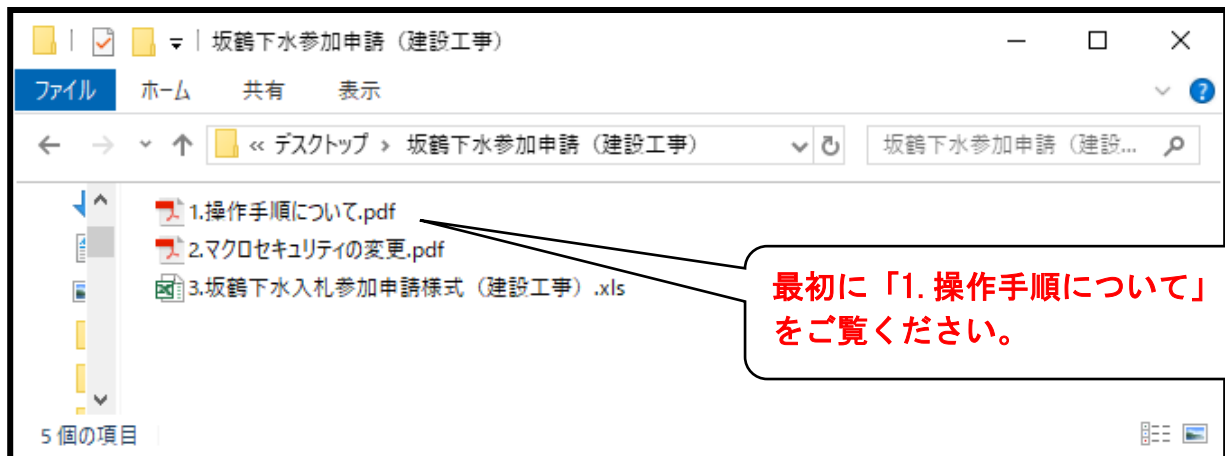 坂鶴下水参加申請（建設工事）
ファイル ホーム 共有 表示
« デスクトップ › 坂鶴下水参加申請（建設工事） 坂鶴下水参加申請（建設...
1.操作手順について.pdf
2.マクロセキュリティの変更.pdf
3.坂鶴下水入札参加申請様式（建設工事）.xls
最初に「1.操作手順について」
をご覧ください。
5 個の項目